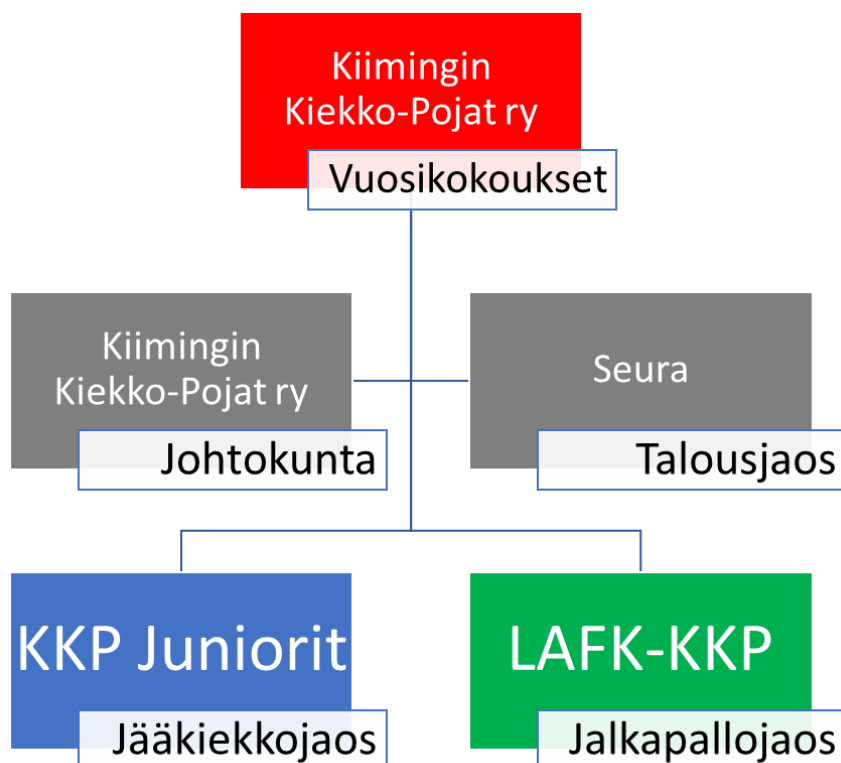 Kiimingin
Kiekko-Pojat ry
Vuosikokoukset
Kiimingin
Kiekko-Pojat ry
Johtokunta
Seura
Talousjaos
KKP Juniorit
Jääkiekkojaos
LAFK-KKP
Jalkapallojaos